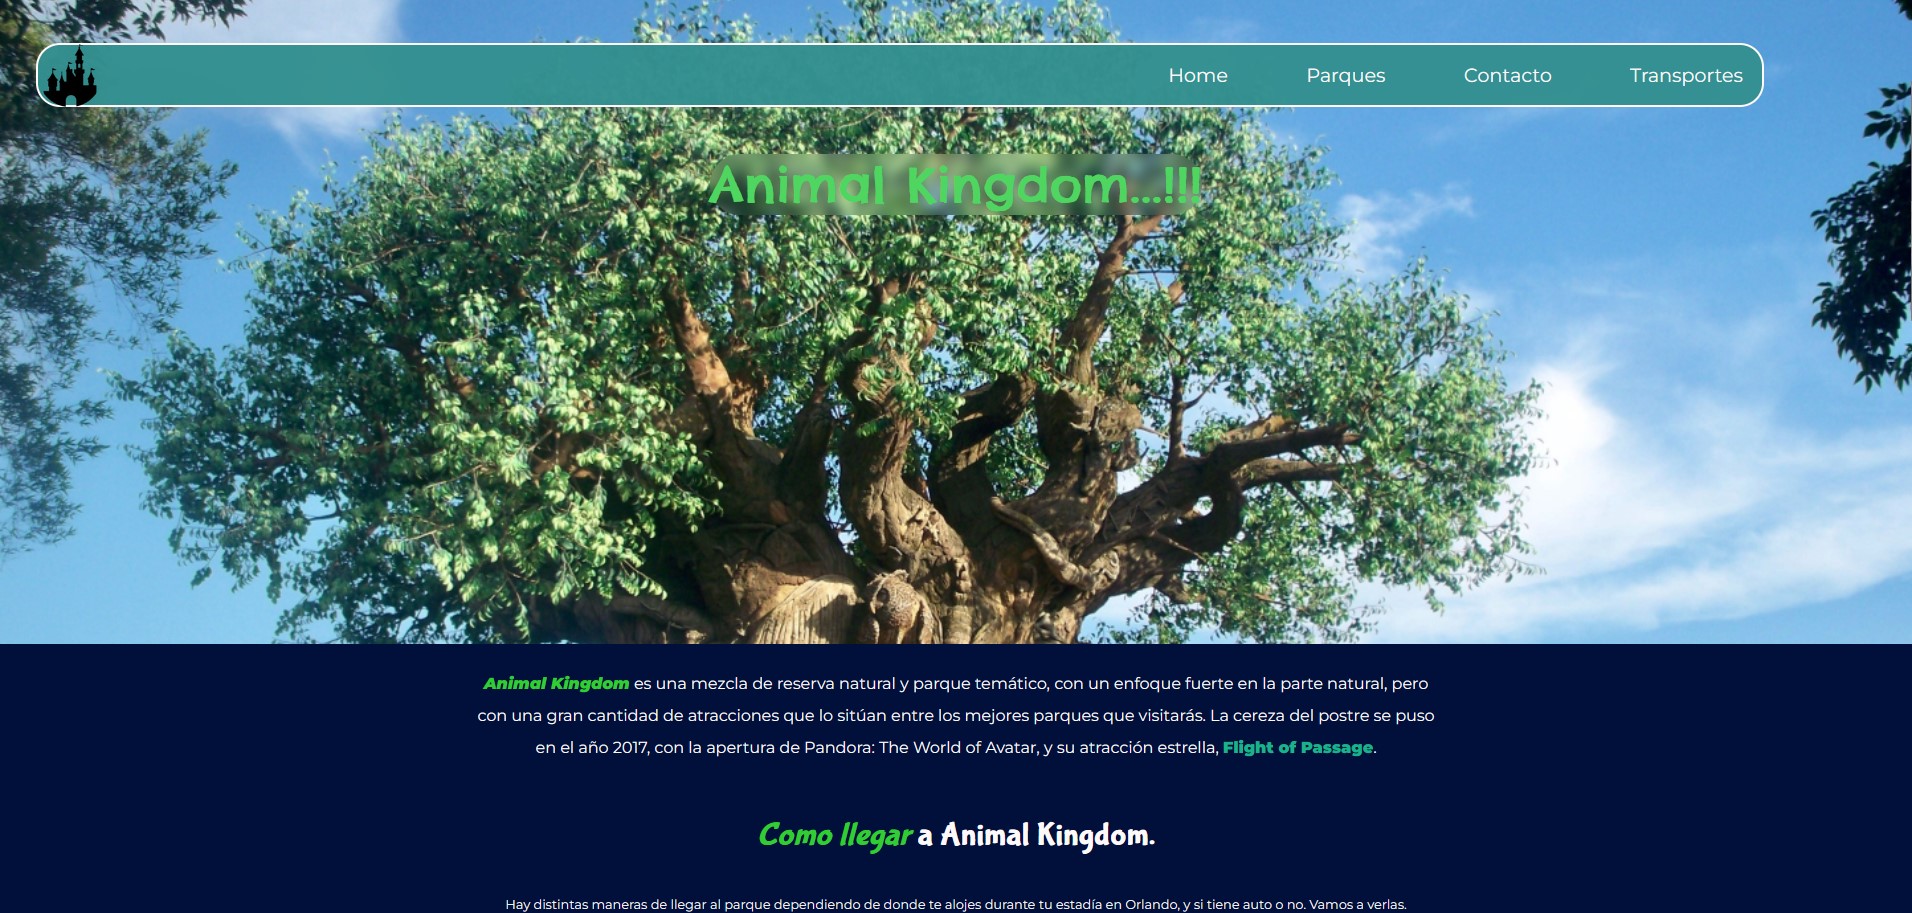 Home Parques Contacto Transportes
Animal Kingdom...!!!
Animal Kingdom es una mezcla de reserva natural y parque temático, con un enfoque fuerte en la parte natural, pero
con una gran cantidad de atracciones que lo sitúan entre los mejores parques que visitarás. La cereza del postre se puso
en el año 2017, con la apertura de Pandora: The World of Avatar, y su atracción estrella, Flight of Passage.
Como llegar a Animal Kingdom.
Hay distintas maneras de llegar al parque dependiendo de donde te alojes durante tu estadía en Orlando, y si tiene auto o no. Vamos a verlas.